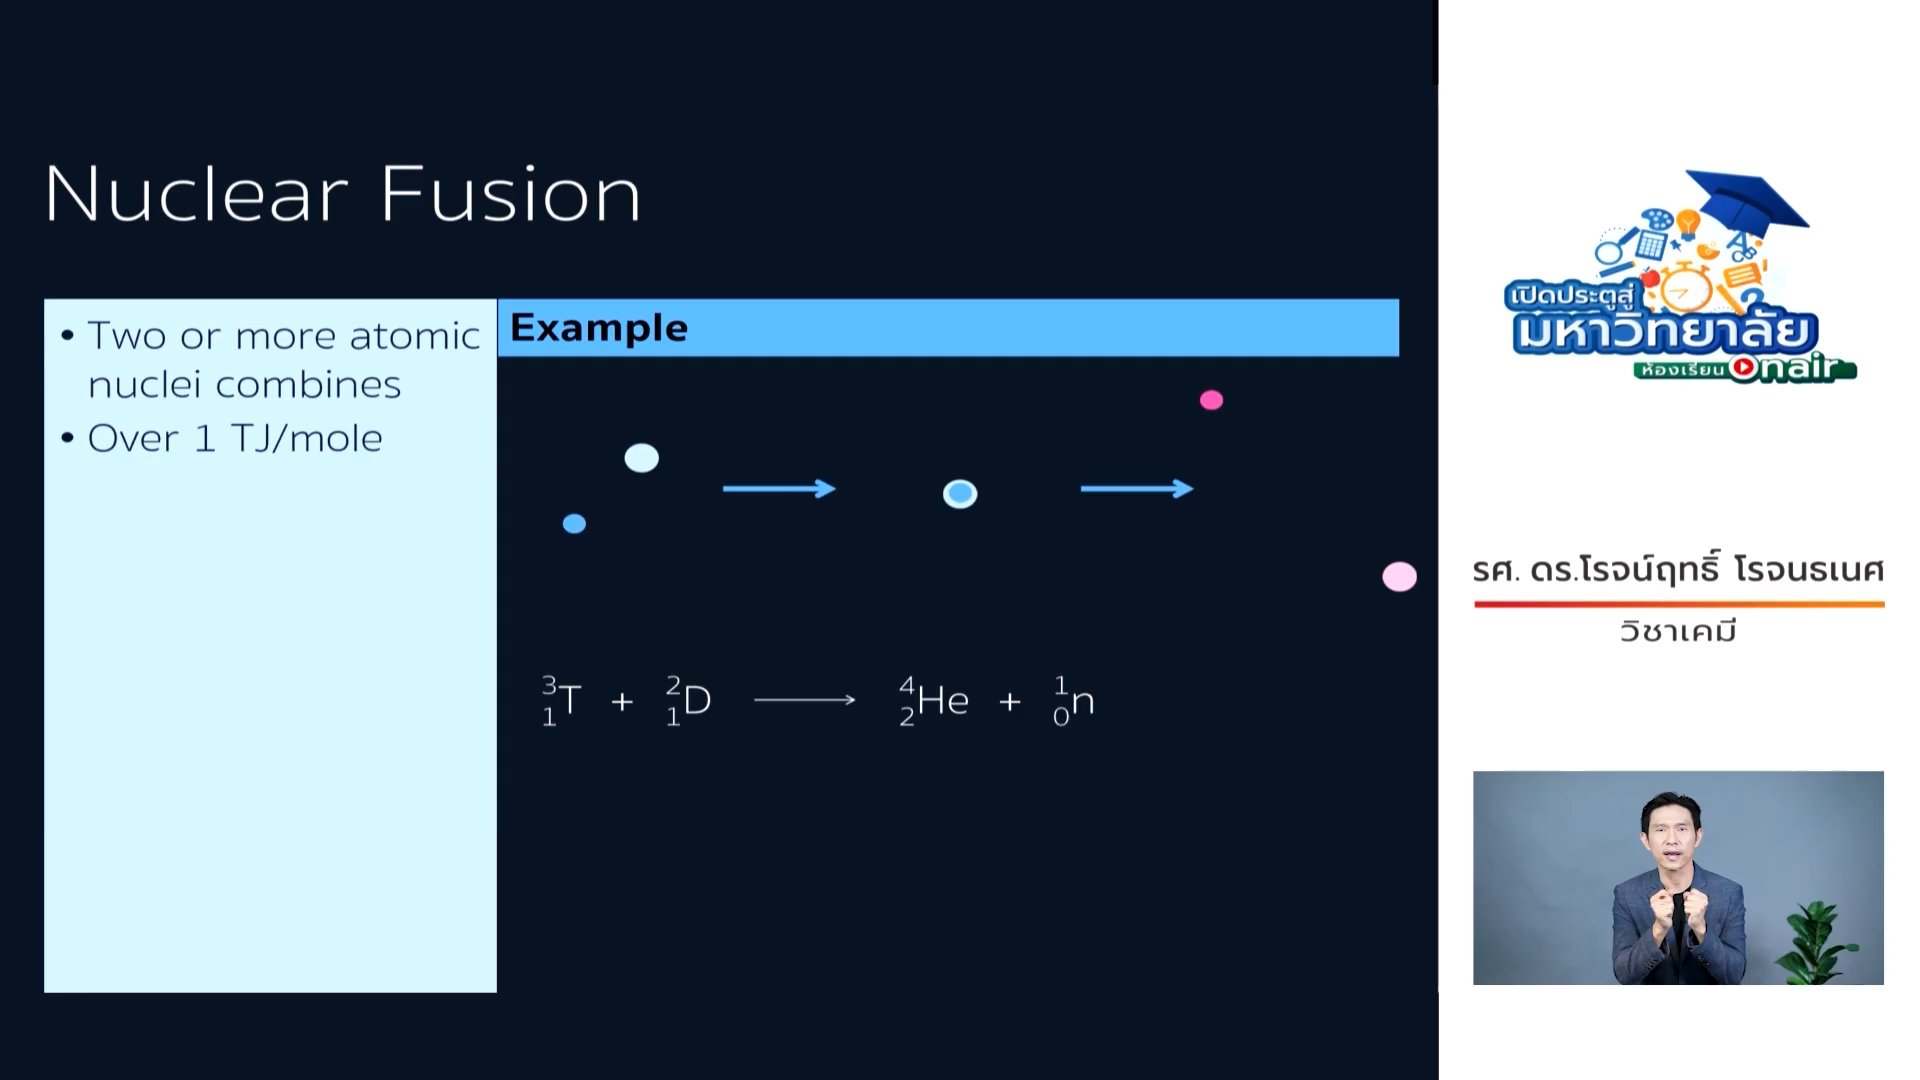 Nuclear Fusion
• Two or more atomic
nuclei combines
• Over 1 TJ/mole
Example
³₁T + ²₁D ⟶ ⁴₂He + ¹₀n
เปิดประตูสู่
มหาวิทยาลัย
ห้องเรียน Onair
รศ. ดร.โรจน์ฤทธิ์ โรจนธเนศ
วิชาเคมี